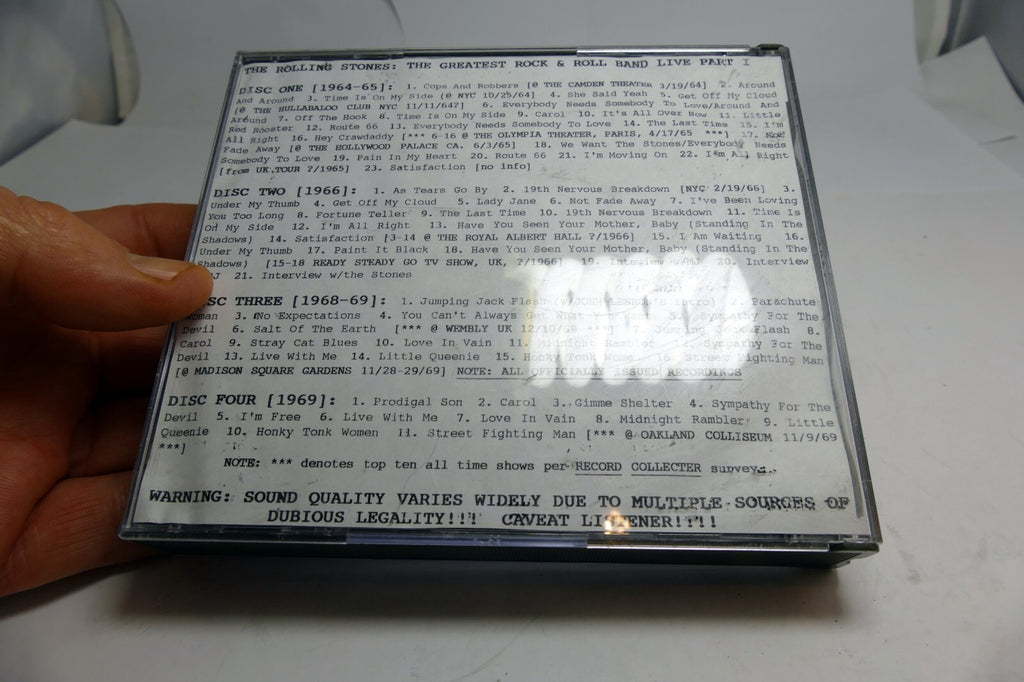 THE ROLLING STONES: THE GREATEST ROCK & ROLL BAND LIVE PART I
DISC ONE [1964-65]: 1. Cops And Robbers [@ THE CAMDEN THEATER 3/19/64] 2. Around
And Around 3. Time Is On My Side (@ NYC 10/25/64] 4. She Said Yeah 5. Get Off My Cloud
[@ THE HULLABALOO CLUB NYC 11/11/64?] 6. Everybody Needs Somebody To Love/Around And
Around 7. Off The Hook 8. Time Is On My Side 9. Carol 10. It's All Over Now 11. Little
Red Rooster 12. Route 66 13. Everybody Needs Somebody To Love 14. The Last Time 15. I'm
All Right 16. Hey Crawdaddy [*** 6-16 @ THE OLYMPIA THEATER, PARIS, 4/17/65 ***] 17. Not
Fade Away [@ THE HOLLYWOOD PALACE CA. 6/3/65] 18. We Want The Stones/Everybody Needs
Somebody To Love 19. Pain In My Heart 20. Route 66 21. I'm Moving On 22. I'm All Right
[from UK TOUR ?/1965] 23. Satisfaction [no info]
DISC TWO [1966]: 1. As Tears Go By 2. 19th Nervous Breakdown [NYC 2/19/66] 3.
Under My Thumb 4. Get Off My Cloud 5. Lady Jane 6. Not Fade Away 7. I've Been Loving
You Too Long 8. Fortune Teller 9. The Last Time 10. 19th Nervous Breakdown 11. Time Is
On My Side 12. I'm All Right 13. Have You Seen Your Mother, Baby (Standing In The
Shadows) 14. Satisfaction [3-14 @ THE ROYAL ALBERT HALL ?/1966] 15. I Am Waiting 16.
Under My Thumb 17. Paint It Black 18. Have You Seen Your Mother, Baby (Standing In The
Shadows) [15-18 READY STEADY GO TV SHOW, UK, ?/1966] 19. Inteview w/MJ 20. Interview
MJ 21. Interview w/the Stones
DISC THREE [1968-69]: 1. Jumping Jack Flash (w/JOHN LENNON's intro) 2. Parachute
Woman 3. No Expectations 4. You Can't Always Get What You Want 5. Sympathy For The
Devil 6. Salt Of The Earth [*** @ WEMBLY UK 12/10/69 ***] 7. Jumping Jack Flash 8.
Carol 9. Stray Cat Blues 10. Love In Vain 11. Midnight Rambler 12. Sympathy For The
Devil 13. Live With Me 14. Little Queenie 15. Honky Tonk Women 16. Street Fighting Man
[@ MADISON SQUARE GARDENS 11/28-29/69] NOTE: ALL OFFICIALLY ISSUED RECORDINGS
DISC FOUR [1969]: 1. Prodigal Son 2. Carol 3. Gimme Shelter 4. Sympathy For The
Devil 5. I'm Free 6. Live With Me 7. Love In Vain 8. Midnight Rambler 9. Little
Queenie 10. Honky Tonk Women 11. Street Fighting Man [*** @ OAKLAND COLLISEUM 11/9/69
***]
NOTE: *** denotes top ten all time shows per RECORD COLLECTER surveys.
WARNING: SOUND QUALITY VARIES WIDELY DUE TO MULTIPLE SOURCES OF
DUBIOUS LEGALITY!!! CAVEAT LISTENER!!!!